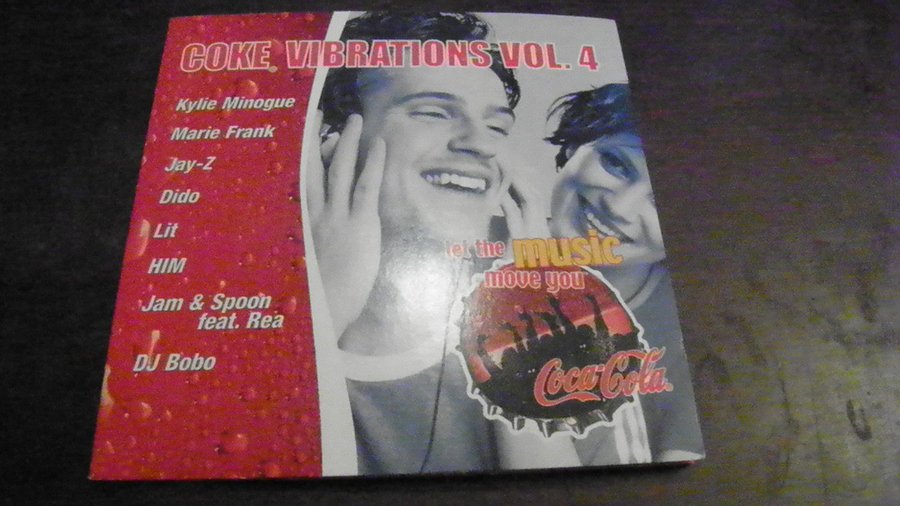 COKE VIBRATIONS VOL. 4
Kylie Minogue
Marie Frank
Jay-Z
Dido
Lit
HIM
Jam & Spoon
feat. Rea
DJ Bobo
let the music
move you
Coca-Cola